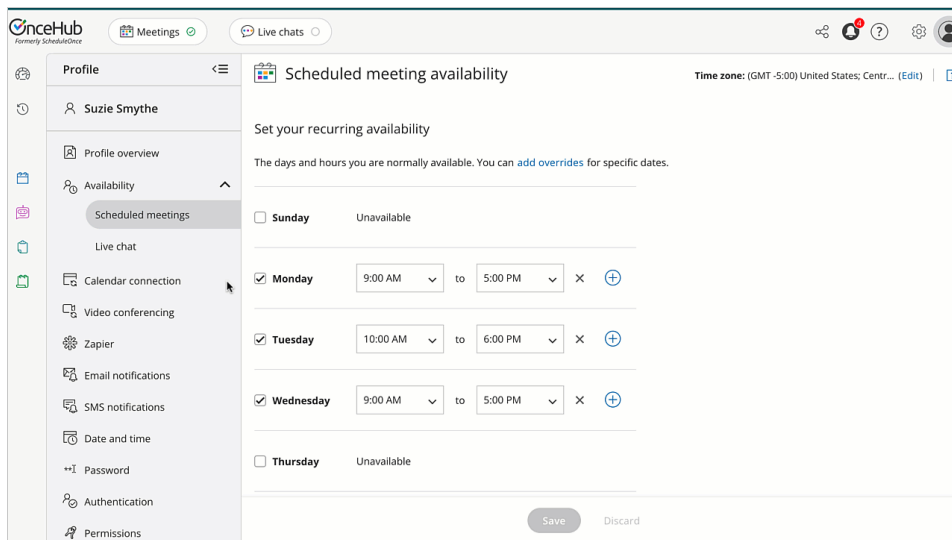 OnceHub
Formerly ScheduleOnce
Meetings
Live chats
4
?
Profile
Suzie Smythe
Profile overview
Availability
Scheduled meetings
Live chat
Calendar connection
Video conferencing
Zapier
Email notifications
SMS notifications
Date and time
Password
Authentication
Permissions
Scheduled meeting availability
Time zone: (GMT -5:00) United States; Centr... (Edit)
Set your recurring availability
The days and hours you are normally available. You can add overrides for specific dates.
Sunday Unavailable
Monday 9:00 AM to 5:00 PM
Tuesday 10:00 AM to 6:00 PM
Wednesday 9:00 AM to 5:00 PM
Thursday Unavailable
Save Discard